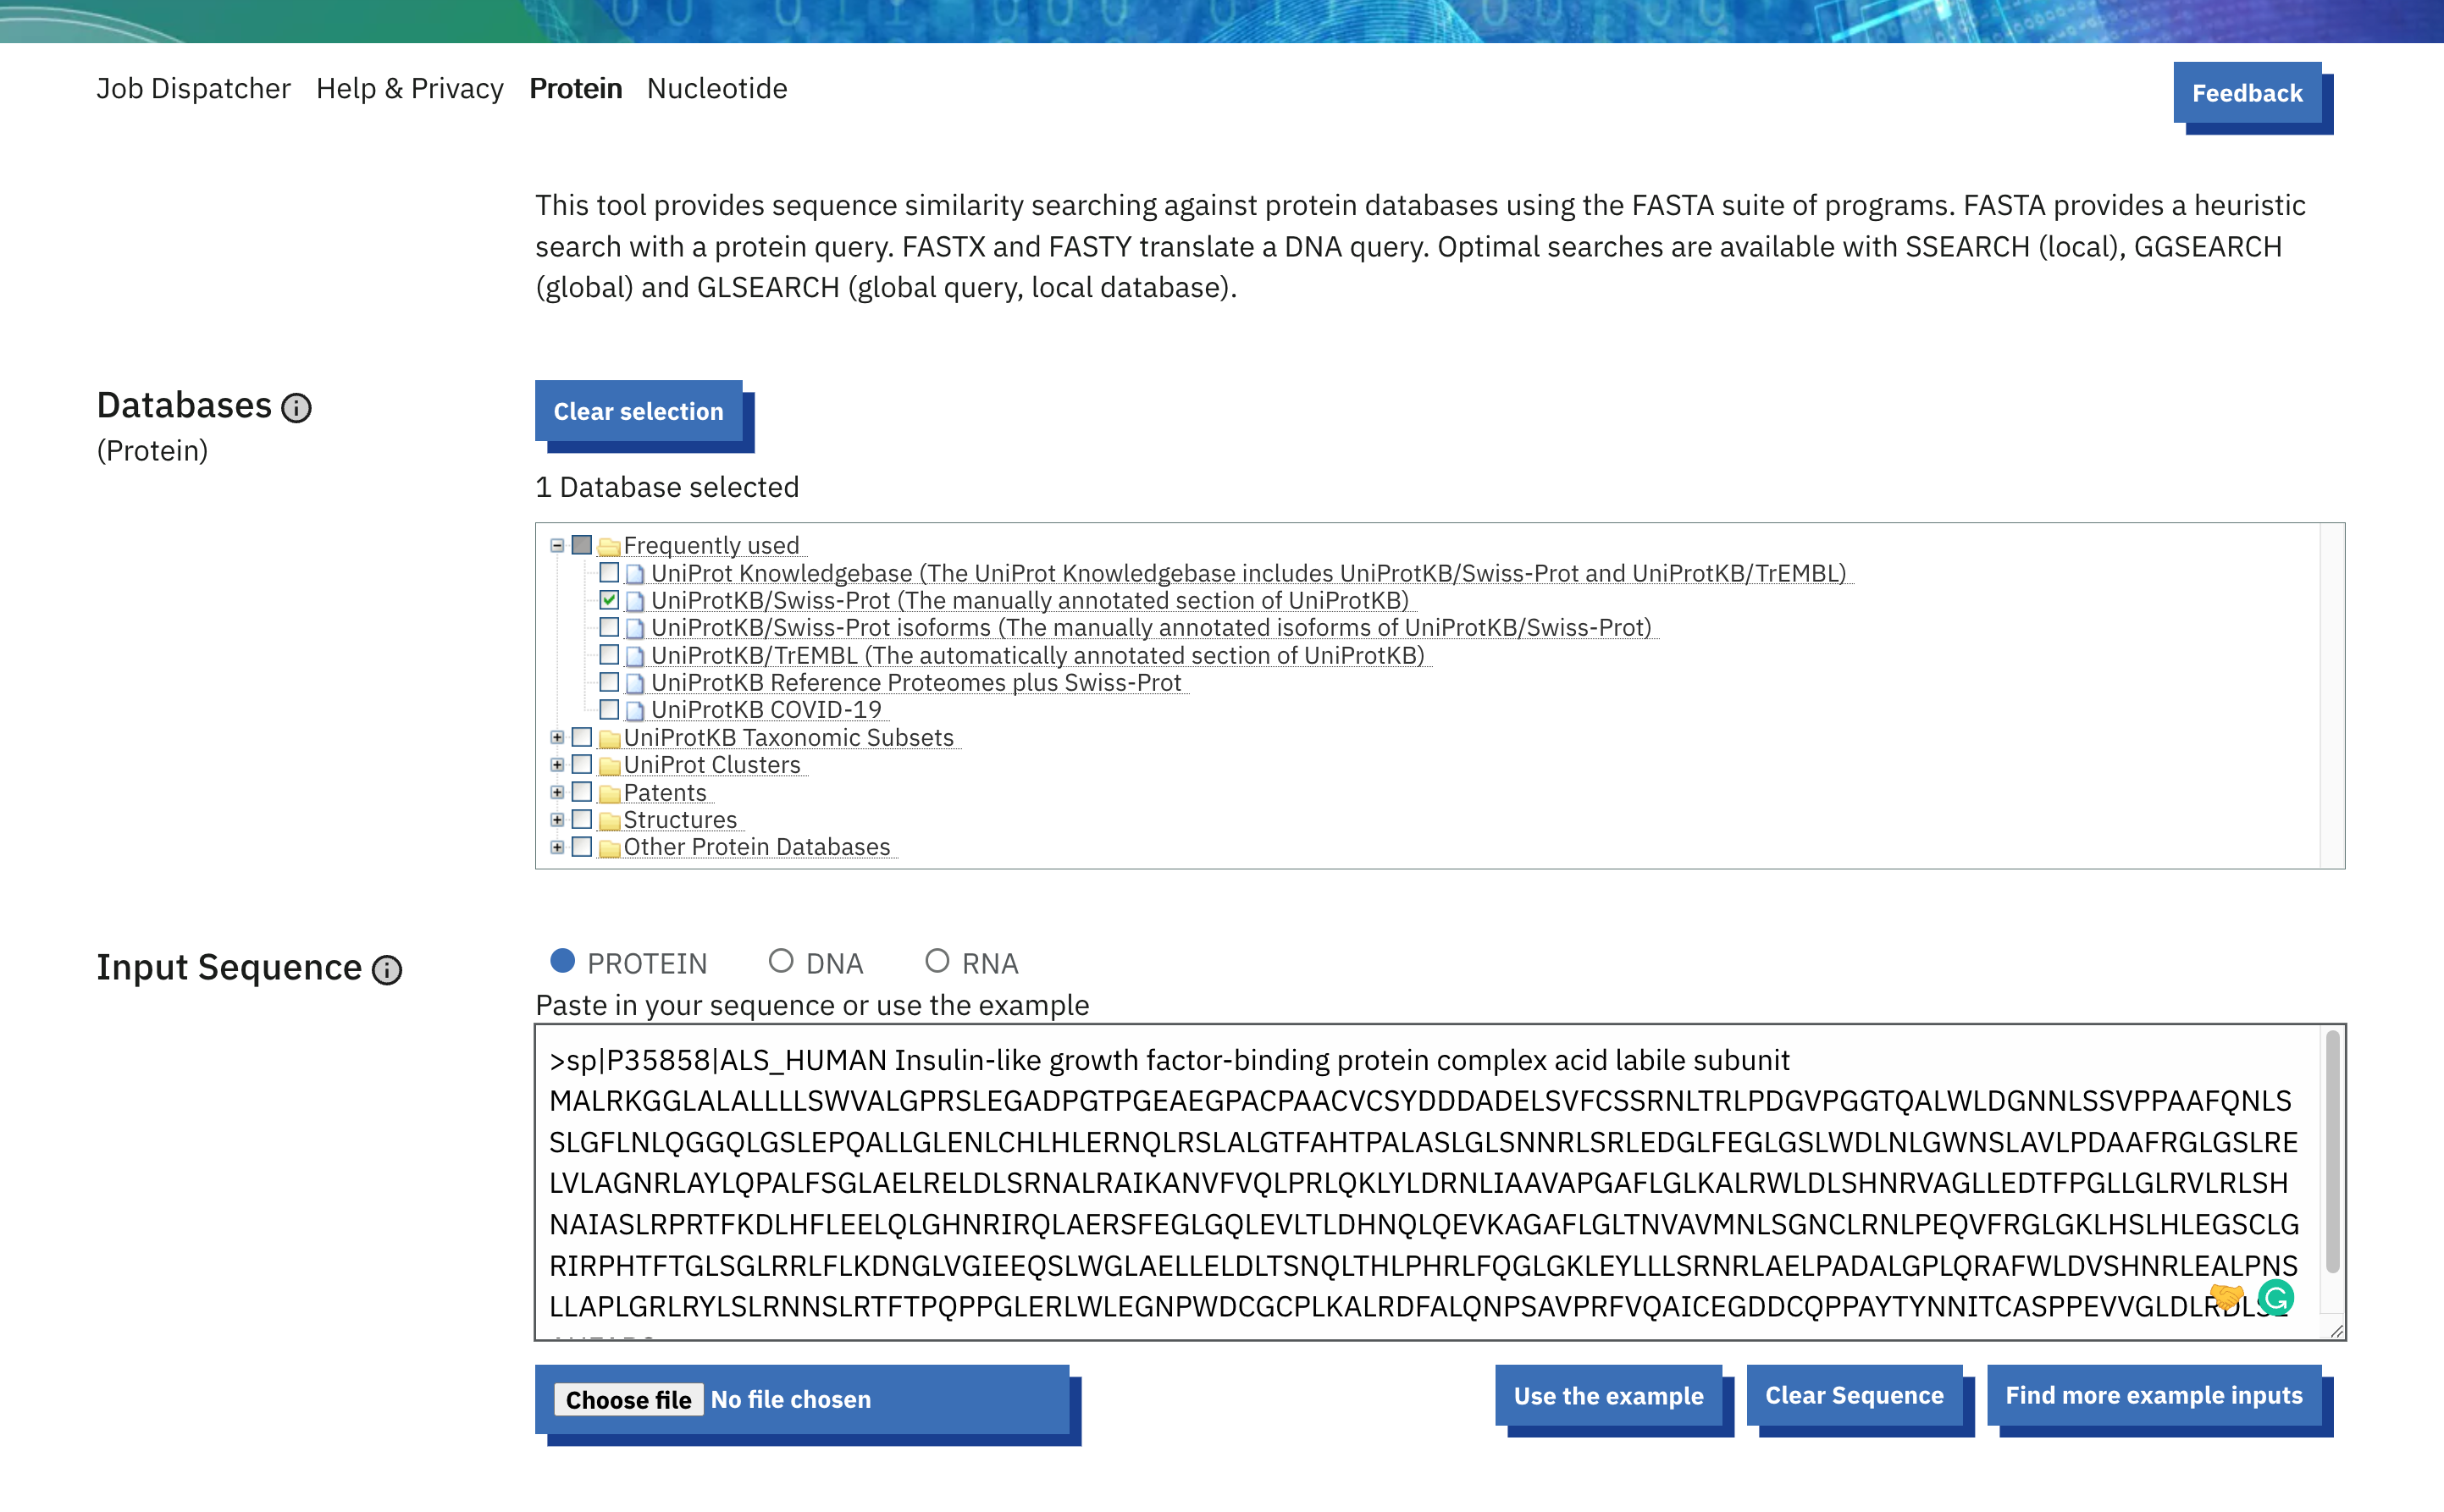 Job Dispatcher Help & Privacy Protein Nucleotide
Feedback
This tool provides sequence similarity searching against protein databases using the FASTA suite of programs. FASTA provides a heuristic
search with a protein query. FASTX and FASTY translate a DNA query. Optimal searches are available with SSEARCH (local), GGSEARCH
(global) and GLSEARCH (global query, local database).
Databases
(Protein)
Clear selection
1 Database selected
Frequently used
UniProt Knowledgebase (The UniProt Knowledgebase includes UniProtKB/Swiss-Prot and UniProtKB/TrEMBL)
UniProtKB/Swiss-Prot (The manually annotated section of UniProtKB)
UniProtKB/Swiss-Prot isoforms (The manually annotated isoforms of UniProtKB/Swiss-Prot)
UniProtKB/TrEMBL (The automatically annotated section of UniProtKB)
UniProtKB Reference Proteomes plus Swiss-Prot
UniProtKB COVID-19
UniProtKB Taxonomic Subsets
UniProt Clusters
Patents
Structures
Other Protein Databases
Input Sequence
PROTEIN DNA RNA
Paste in your sequence or use the example
>sp|P35858|ALS_HUMAN Insulin-like growth factor-binding protein complex acid labile subunit
MALRKGGLALALLLLSWVALGPRSLEGADPGTPGEAEGPACPAACVCSYDDDADELSVFCSSRNLTRLPDGVPGGTQALWLDGNNLSSVPPAAFQNLS
SLGFLNLQGGQLGSLEPQALLGLENLCHLHLERNQLRSLALGTFAHTPALASLGLSNNRLSRLEDGLFEGLGSLWDLNLGWNSLAVLPDAAFRGLGSLRE
LVLAGNRLAYLQPALFSGLAELRELDLSRNALRAIKANVFVQLPRLQKLYLDRNLIAAVAPGAFLGLKALRWLDLSHNRVAGLLEDTFPGLLGLRVLRLSH
NAIASLRPRTFKDLHFLEELQLGHNRIRQLAERSFEGLGQLEVLTLDHNQLQEVKAGAFLGLTNVAVMNLSGNCLRNLPEQVFRGLGKLHSLHLEGSCLG
RIRPHTFTGLSGLRRLFLKDNGLVGIEEQSLWGLAELLELDLTSNQLTHLPHRLFQGLGKLEYLLLSRNRLAELPADALGPLQRAFWLDVSHNRLEALPNS
LLAPLGRLRYLSLRNNSLRTFTPQPPGLERLWLEGNPWDCGCPLKALRDFALQNPSAVPRFVQAICEGDDCQPPAYTYNNITCASPPEVVGLDLRDLSE
Choose file No file chosen
Use the example Clear Sequence Find more example inputs